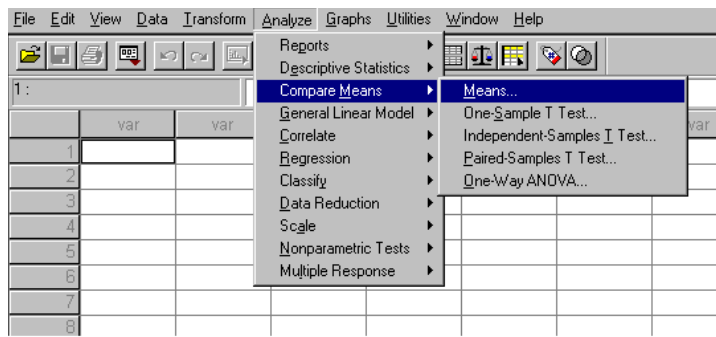 File Edit View Data Transform Analyze Graphs Utilities Window Help
Reports
Descriptive Statistics
1 :
Compare Means
Means...
General Linear Model
One-Sample T Test...
var var var
Correlate
Independent-Samples T Test...
1
Regression
Paired-Samples T Test...
2
Classify
One-Way ANOVA...
3
Data Reduction
4
Scale
5
Nonparametric Tests
6
Multiple Response
7
8